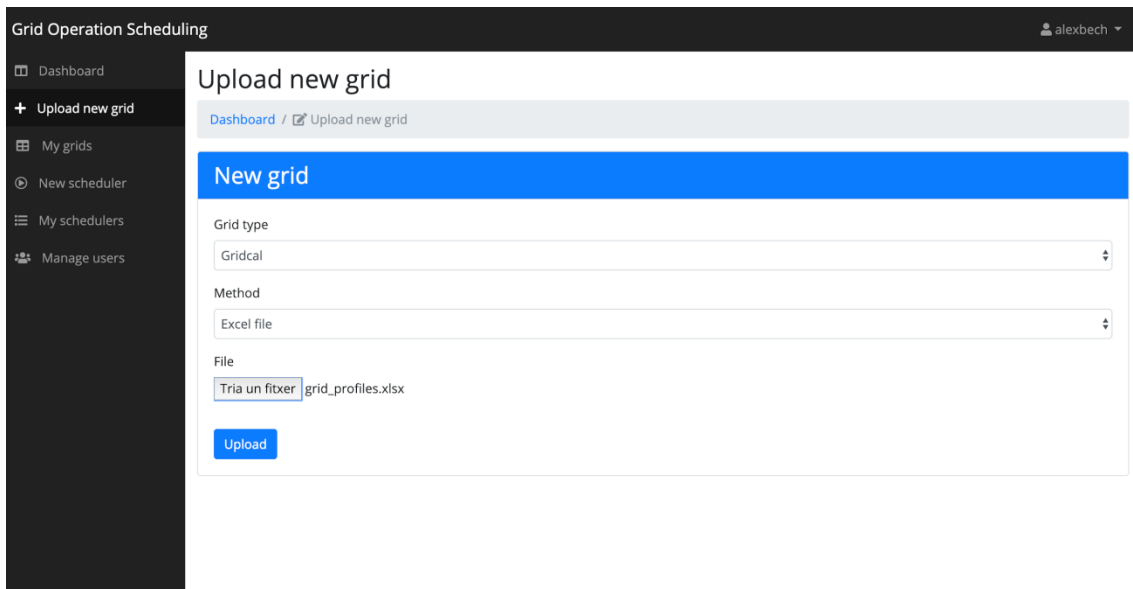 Grid Operation Scheduling
alexbech
Dashboard
Upload new grid
My grids
New scheduler
My schedulers
Manage users
Upload new grid
Dashboard / Upload new grid
New grid
Grid type
Gridcal
Method
Excel file
File
Tria un fitxer grid_profiles.xlsx
Upload